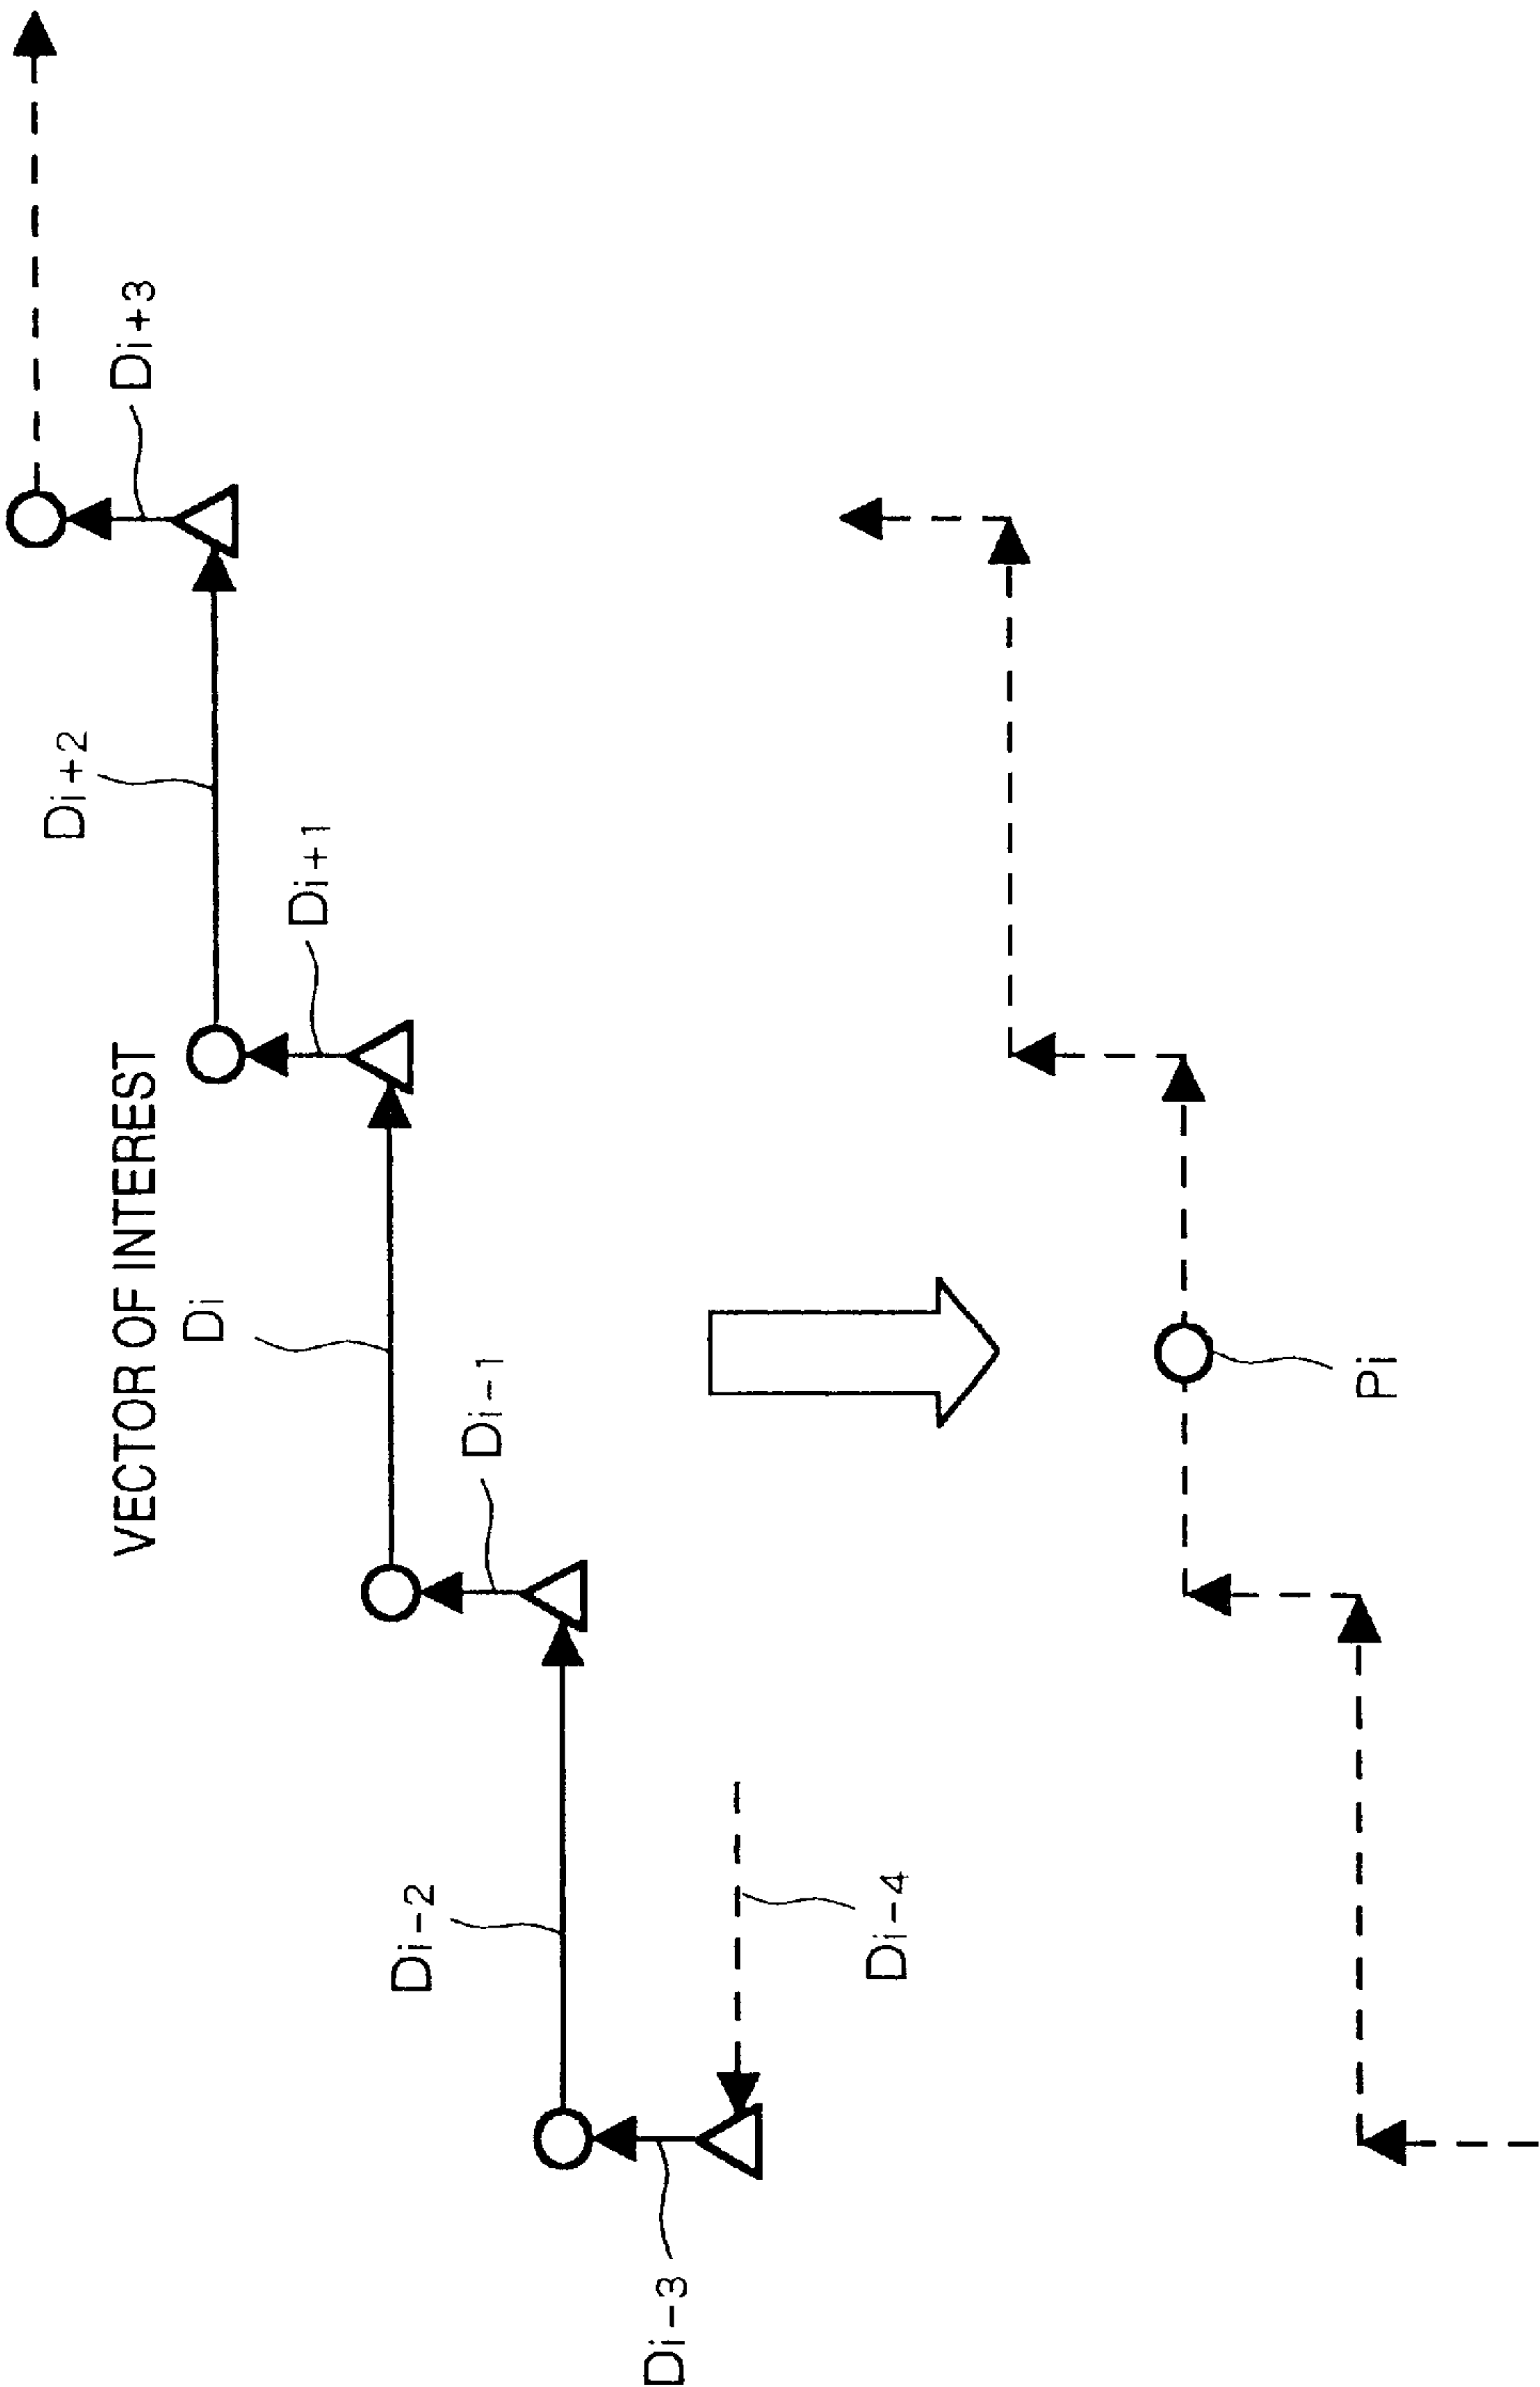 VECTOR OF INTEREST
Di-3
Di-2
Di-4
Di-1
Di
Di+1
Di+2
Di+3
Pi